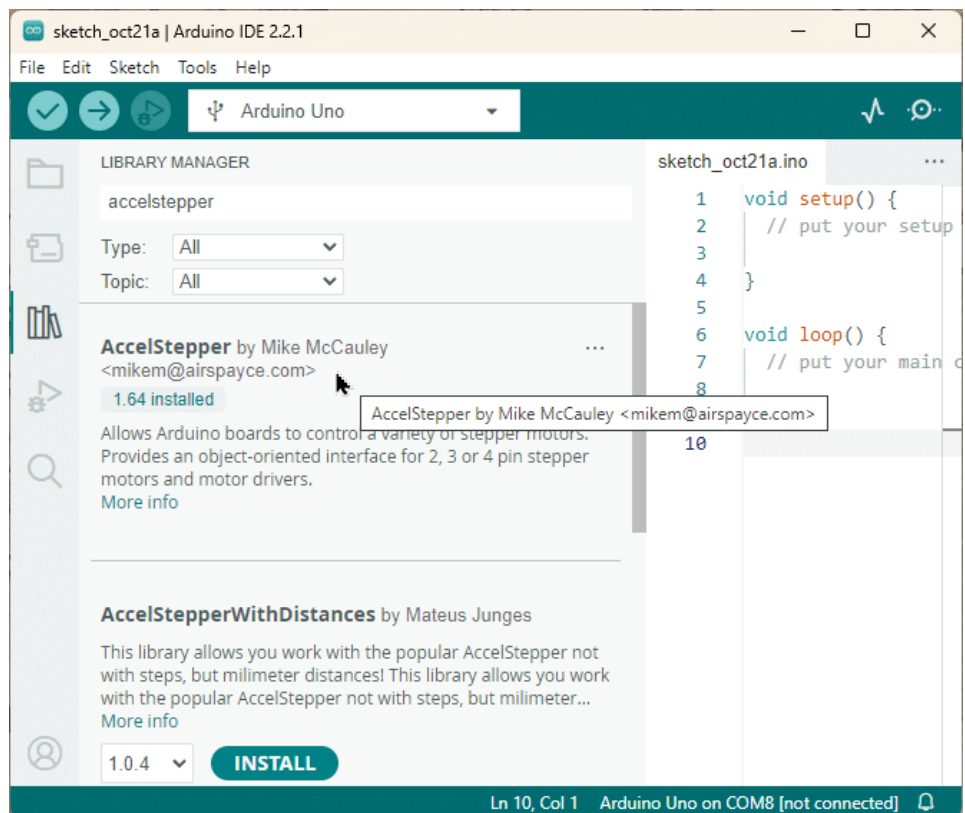 sketch_oct21a | Arduino IDE 2.2.1
File Edit Sketch Tools Help
Arduino Uno
LIBRARY MANAGER
accelstepper
Type: All
Topic: All
AccelStepper by Mike McCauley
<mikem@airspayce.com>
1.64 installed
AccelStepper by Mike McCauley <mikem@airspayce.com>
Allows Arduino boards to control a variety of stepper motors.
Provides an object-oriented interface for 2, 3 or 4 pin stepper
motors and motor drivers.
More info
AccelStepperWithDistances by Mateus Junges
This library allows you work with the popular AccelStepper not
with steps, but milimeter distances! This library allows you work
with the popular AccelStepper not with steps, but milimeter...
More info
1.0.4 INSTALL
sketch_oct21a.ino ...
1 void setup() {
2 // put your setup
3
4 }
5
6 void loop() {
7 // put your main
8
10
Ln 10, Col 1 Arduino Uno on COM8 [not connected]